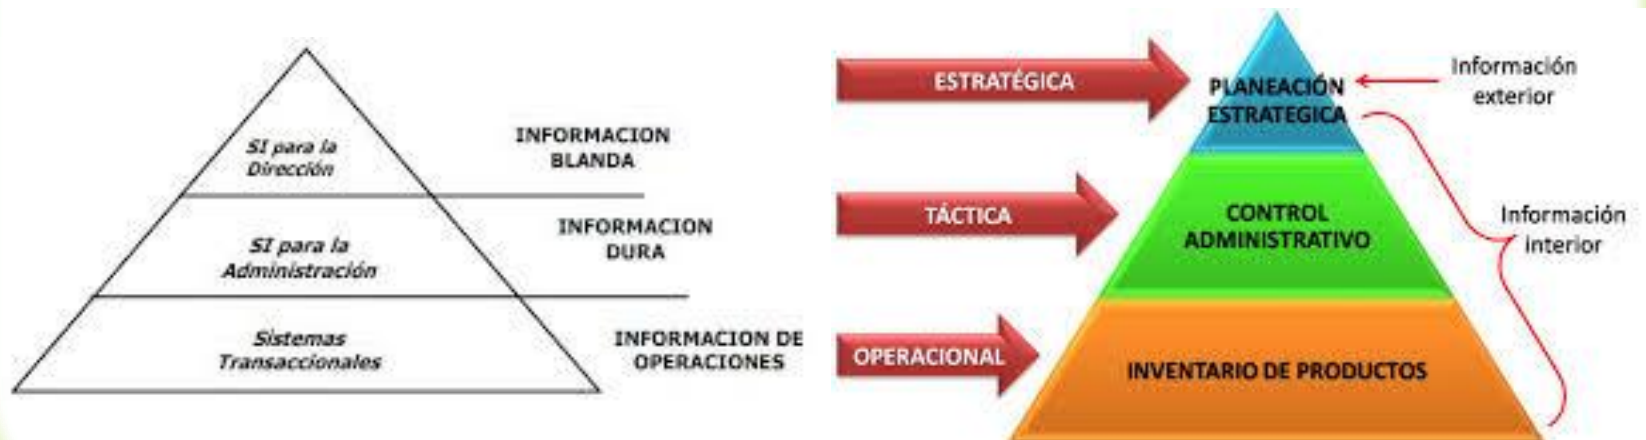 SI para la
Dirección
INFORMACION
BLANDA
SI para la
Administración
INFORMACION
DURA
Sistemas
Transaccionales
INFORMACION DE
OPERACIONES
ESTRATÉGICA
PLANEACIÓN
ESTRATEGICA
Información
exterior
TÁCTICA
CONTROL
ADMINISTRATIVO
Información
interior
OPERACIONAL
INVENTARIO DE PRODUCTOS